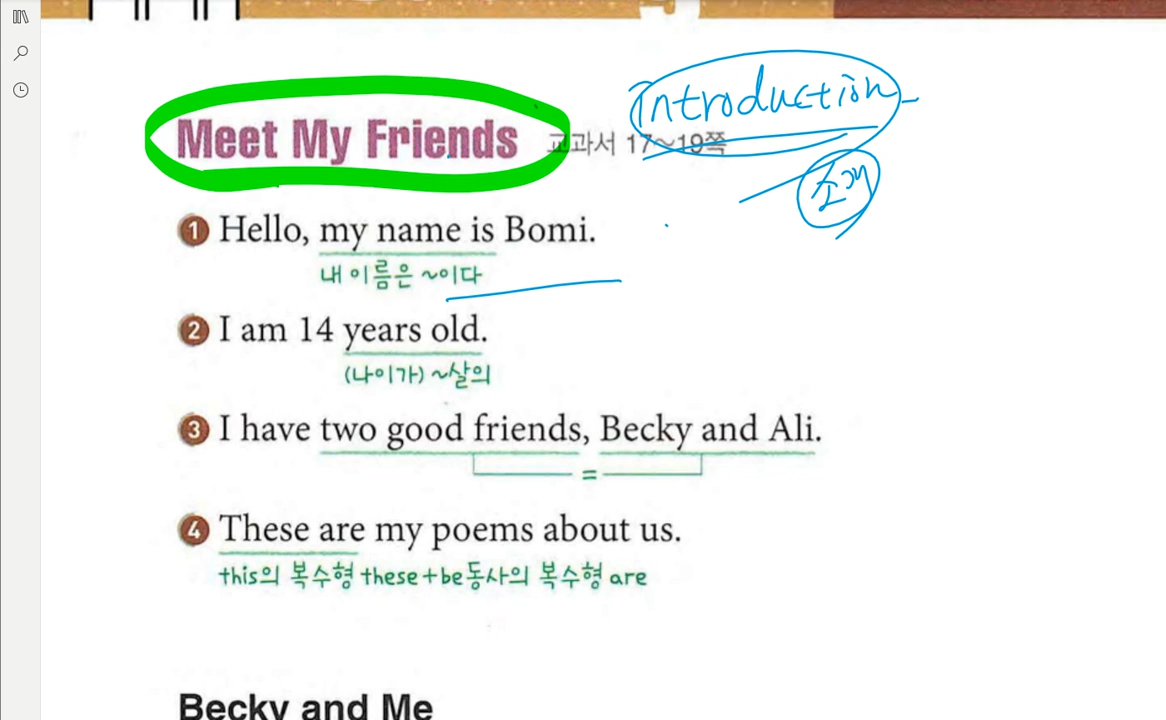 Introduction
Meet My Friends 교과서 17~19쪽
소개
1 Hello, my name is Bomi.
내 이름은 ~이다
2 I am 14 years old.
(나이가) ~살의
3 I have two good friends, Becky and Ali.
=
4 These are my poems about us.
this의 복수형 these+be동사의 복수형 are
Becky and Me